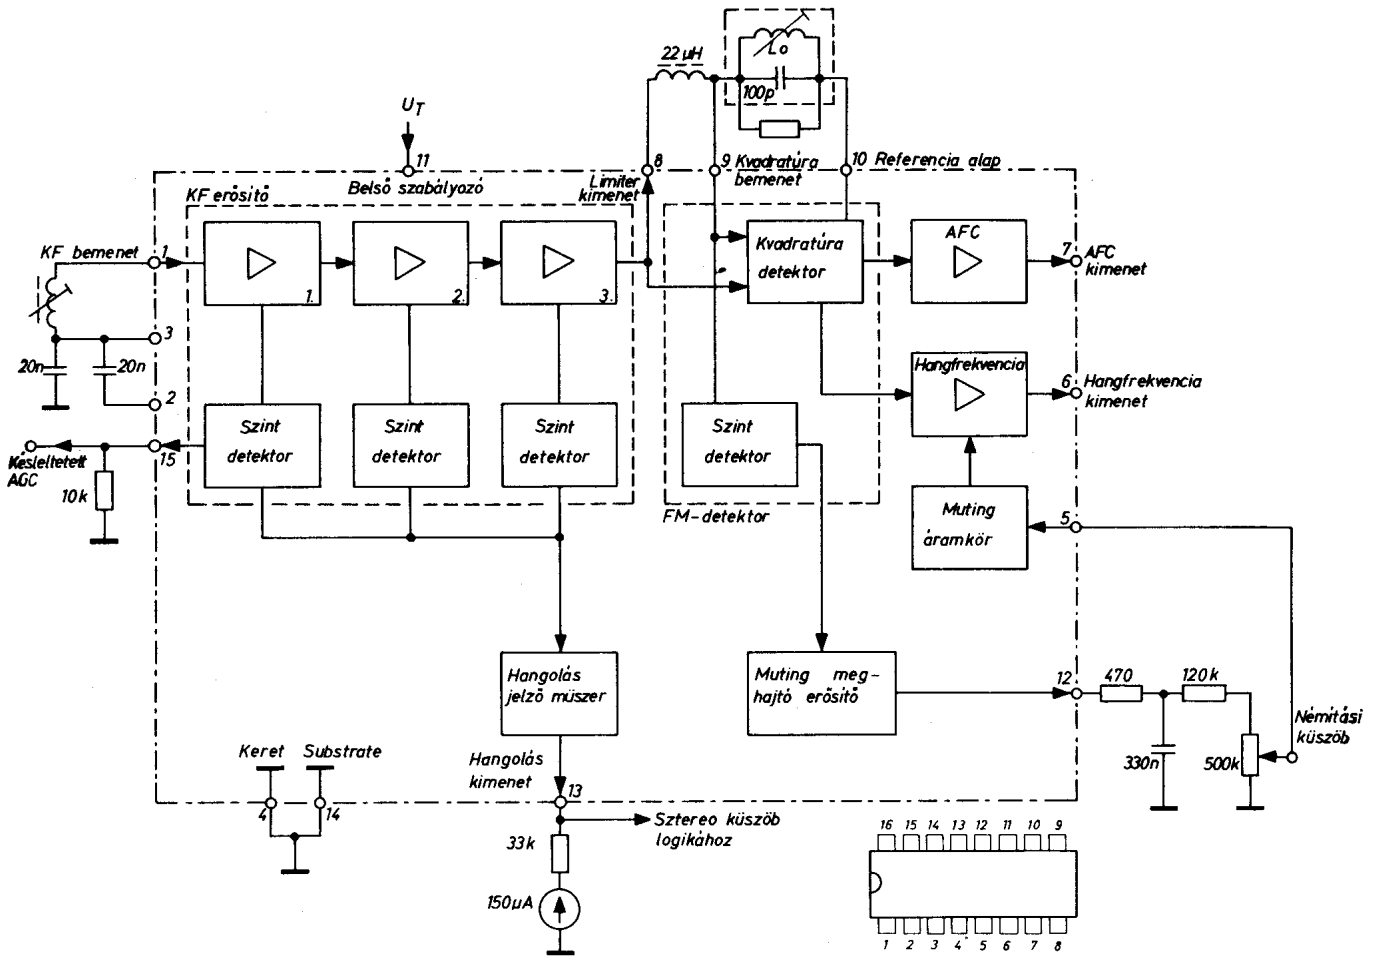 22 µH
Lo
100p
UT
11
Belső szabályozó
8
Limiter
kimenet
9 Kvadratúra
bemenet
10 Referencia alap
KF erősítő
KF bemenet
1
1.
2.
3.
Kvadratúra
detektor
AFC
7
AFC
kimenet
3
20n
20n
2
Hangfrekvencia
6
Hangfrekvencia
kimenet
Szint
detektor
Szint
detektor
Szint
detektor
Szint
detektor
15
Késleltetett
AGC
10k
FM-detektor
Muting
áramkör
5
Hangolás
jelző műszer
Muting meg-
hajtó erősítő
12
470
120k
330n
500k
Némítási
küszöb
Keret
Substrate
4
14
Hangolás
kimenet
13
Sztereo küszöb
logikához
33k
150µA
16 15 14 13 12 11 10 9
1 2 3 4 5 6 7 8